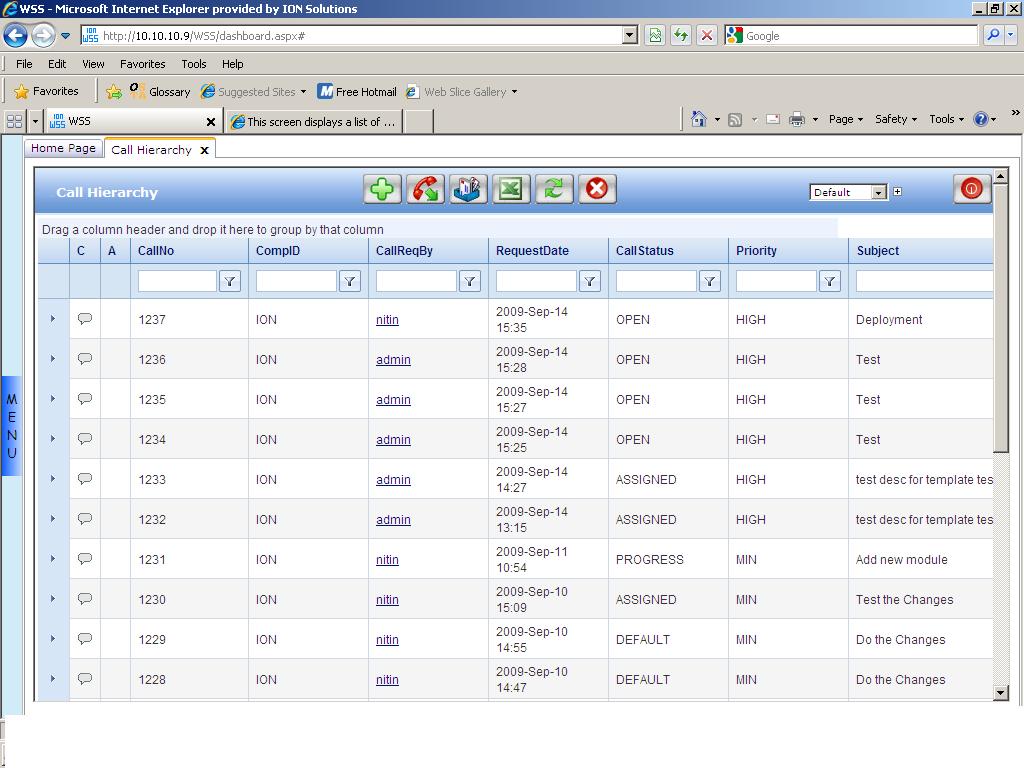 WSS - Microsoft Internet Explorer provided by ION Solutions
ION WSS http://10.10.10.9/WSS/dashboard.aspx# Google
File Edit View Favorites Tools Help
Favorites Glossary Suggested Sites Free Hotmail Web Slice Gallery
ION WSS WSS This screen displays a list of ... Page Safety Tools
Home Page Call Hierarchy
Call Hierarchy Default
Drag a column header and drop it here to group by that column
C A CallNo CompID CallReqBy RequestDate CallStatus Priority Subject
1237 ION nitin 2009-Sep-14 15:35 OPEN HIGH Deployment
1236 ION admin 2009-Sep-14 15:28 OPEN HIGH Test
1235 ION admin 2009-Sep-14 15:27 OPEN HIGH Test
1234 ION admin 2009-Sep-14 15:25 OPEN HIGH Test
1233 ION admin 2009-Sep-14 14:27 ASSIGNED HIGH test desc for template tes
1232 ION admin 2009-Sep-14 13:15 ASSIGNED HIGH test desc for template tes
1231 ION nitin 2009-Sep-11 10:54 PROGRESS MIN Add new module
1230 ION nitin 2009-Sep-10 15:09 ASSIGNED MIN Test the Changes
1229 ION nitin 2009-Sep-10 14:55 DEFAULT MIN Do the Changes
1228 ION nitin 2009-Sep-10 14:47 DEFAULT MIN Do the Changes
MENU